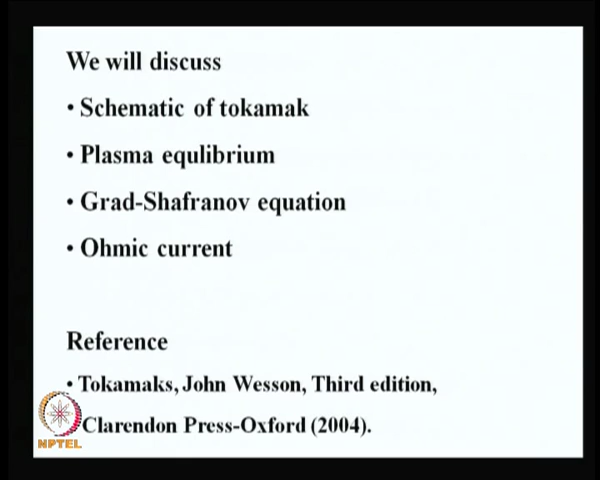 We will discuss
• Schematic of tokamak
• Plasma equlibrium
• Grad-Shafranov equation
• Ohmic current
Reference
• Tokamaks, John Wesson, Third edition,
Clarendon Press-Oxford (2004).
NPTEL